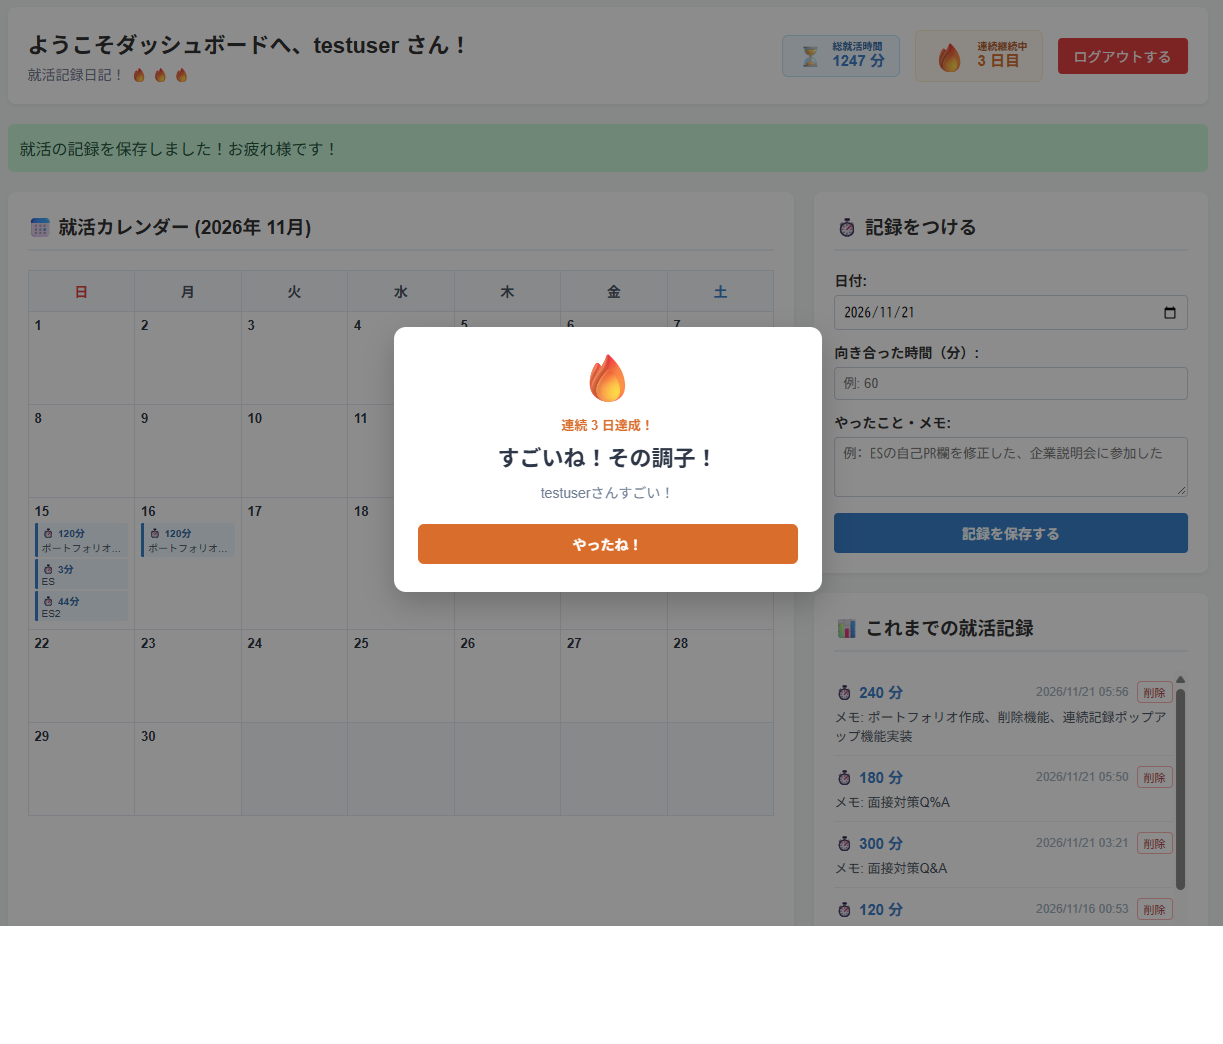 ようこそダッシュボードへ、testuser さん！
就活記録日記！
総就活時間
1247 分
連続継続中
3 日目
ログアウトする
就活の記録を保存しました！お疲れ様です！
就活カレンダー (2026年 11月)
日 月 火 水 木 金 土
1 2 3 4 5 6 7
8 9 10 11
15 16 17 18
120分
ポートフォリオ...
3分
ES
44分
ES2
120分
ポートフォリオ...
22 23 24 25 26 27 28
29 30
連続 3 日達成！
すごいね！その調子！
testuserさんすごい！
やったね！
記録をつける
日付:
2026/11/21
向き合った時間（分）:
例: 60
やったこと・メモ:
例: ESの自己PR欄を修正した、企業説明会に参加した
記録を保存する
これまでの就活記録
240 分 2026/11/21 05:56 削除
メモ: ポートフォリオ作成、削除機能、連続記録ポップア
ップ機能実装
180 分 2026/11/21 05:50 削除
メモ: 面接対策Q%A
300 分 2026/11/21 03:21 削除
メモ: 面接対策Q&A
120 分 2026/11/16 00:53 削除